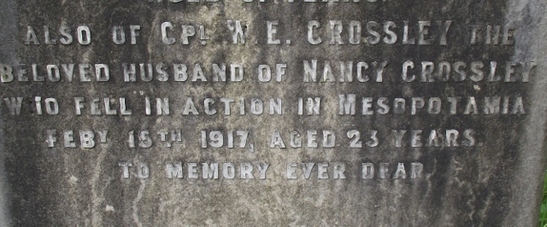 ALSO OF CPL W E. CROSSLEY THE
BELOVED HUSBAND OF NANCY CROSSLEY
WHO FELL IN ACTION IN MESOPOTAMIA
FEBY 15TH 1917, AGED 23 YEARS.
TO MEMORY EVER DEAR.